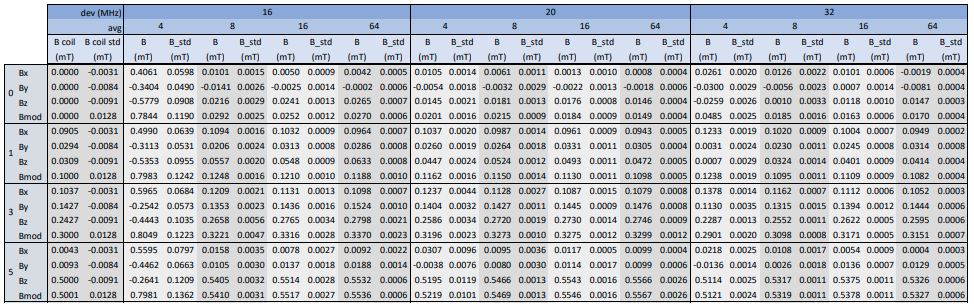 dev (MHz) 16 20 32
avg 4 8 16 64 4 8 16 64 4 8 16 64
B coil B coil std B B_std B B_std B B_std B B_std B B_std B B_std B B_std B B_std B B_std B B_std B B_std B B_std
(mT) (mT) (mT) (mT) (mT) (mT) (mT) (mT) (mT) (mT) (mT) (mT) (mT) (mT) (mT) (mT) (mT) (mT) (mT) (mT) (mT) (mT) (mT) (mT) (mT) (mT)
0 Bx 0.0000 -0.0031 0.4061 0.0598 0.0101 0.0015 0.0050 0.0009 0.0042 0.0005 0.0105 0.0014 0.0061 0.0011 0.0013 0.0010 0.0008 0.0004 0.0261 0.0020 0.0126 0.0022 0.0101 0.0006 -0.0019 0.0004
By 0.0000 -0.0084 -0.3404 0.0490 -0.0141 0.0026 -0.0025 0.0014 -0.0002 0.0006 -0.0054 0.0018 -0.0032 0.0029 -0.0022 0.0013 -0.0018 0.0006 -0.0300 0.0029 -0.0056 0.0023 0.0007 0.0014 -0.0081 0.0004
Bz 0.0000 -0.0091 -0.5779 0.0908 0.0216 0.0029 0.0241 0.0013 0.0265 0.0007 0.0145 0.0021 0.0181 0.0013 0.0176 0.0008 0.0146 0.0004 -0.0259 0.0026 0.0010 0.0033 0.0118 0.0010 0.0147 0.0003
Bmod 0.0000 0.0128 0.7844 0.1190 0.0292 0.0025 0.0252 0.0012 0.0270 0.0006 0.0201 0.0016 0.0215 0.0009 0.0184 0.0009 0.0149 0.0004 0.0485 0.0025 0.0185 0.0016 0.0163 0.0006 0.0170 0.0004
1 Bx 0.0905 -0.0031 0.4990 0.0639 0.1094 0.0016 0.1032 0.0009 0.0964 0.0007 0.1037 0.0020 0.0987 0.0014 0.0961 0.0009 0.0943 0.0005 0.1233 0.0019 0.1020 0.0009 0.1004 0.0007 0.0949 0.0002
By 0.0294 -0.0084 -0.3113 0.0531 0.0206 0.0024 0.0313 0.0008 0.0286 0.0008 0.0260 0.0019 0.0264 0.0018 0.0331 0.0011 0.0305 0.0004 0.0031 0.0024 0.0230 0.0011 0.0245 0.0008 0.0314 0.0008
Bz 0.0309 -0.0091 -0.5353 0.0955 0.0557 0.0020 0.0548 0.0009 0.0633 0.0008 0.0447 0.0024 0.0524 0.0012 0.0493 0.0011 0.0472 0.0005 0.0007 0.0029 0.0324 0.0014 0.0401 0.0009 0.0414 0.0004
Bmod 0.1000 0.0128 0.7983 0.1242 0.1248 0.0016 0.1210 0.0010 0.1188 0.0010 0.1162 0.0016 0.1150 0.0014 0.1130 0.0011 0.1098 0.0005 0.1238 0.0019 0.1095 0.0011 0.1109 0.0009 0.1082 0.0004
3 Bx 0.1037 -0.0031 0.5965 0.0684 0.1209 0.0021 0.1131 0.0013 0.1098 0.0007 0.1237 0.0044 0.1128 0.0027 0.1087 0.0015 0.1079 0.0008 0.1378 0.0014 0.1162 0.0007 0.1112 0.0006 0.1052 0.0003
By 0.1427 -0.0084 -0.2542 0.0573 0.1353 0.0023 0.1436 0.0016 0.1524 0.0010 0.1404 0.0032 0.1427 0.0011 0.1445 0.0009 0.1476 0.0008 0.1130 0.0035 0.1315 0.0015 0.1394 0.0012 0.1444 0.0006
Bz 0.2427 -0.0091 -0.4443 0.1035 0.2658 0.0056 0.2765 0.0034 0.2798 0.0021 0.2586 0.0034 0.2720 0.0019 0.2730 0.0014 0.2746 0.0009 0.2287 0.0013 0.2552 0.0011 0.2622 0.0005 0.2595 0.0006
Bmod 0.3000 0.0128 0.8049 0.1223 0.3221 0.0047 0.3316 0.0028 0.3370 0.0023 0.3196 0.0023 0.3273 0.0010 0.3275 0.0012 0.3299 0.0012 0.2901 0.0020 0.3098 0.0008 0.3171 0.0005 0.3151 0.0007
5 Bx 0.0043 -0.0031 0.5595 0.0797 0.0158 0.0035 0.0078 0.0027 0.0092 0.0022 0.0307 0.0096 0.0095 0.0036 0.0117 0.0005 0.0099 0.0004 0.0218 0.0025 0.0108 0.0017 0.0054 0.0009 0.0004 0.0003
By 0.0093 -0.0084 -0.4462 0.0663 0.0105 0.0030 0.0137 0.0018 0.0188 0.0014 -0.0038 0.0076 0.0080 0.0030 0.0114 0.0017 0.0099 0.0006 -0.0136 0.0014 0.0026 0.0018 0.0136 0.0007 0.0129 0.0005
Bz 0.5000 -0.0091 -0.2641 0.1209 0.5405 0.0032 0.5514 0.0028 0.5532 0.0006 0.5195 0.0119 0.5466 0.0013 0.5543 0.0016 0.5566 0.0026 0.5114 0.0025 0.5317 0.0011 0.5375 0.0011 0.5326 0.0006
Bmod 0.5001 0.0128 0.7981 0.1362 0.5410 0.0031 0.5517 0.0027 0.5536 0.0006 0.5219 0.0101 0.5469 0.0013 0.5546 0.0016 0.5567 0.0026 0.5121 0.0024 0.5319 0.0011 0.5378 0.0012 0.5327 0.0006